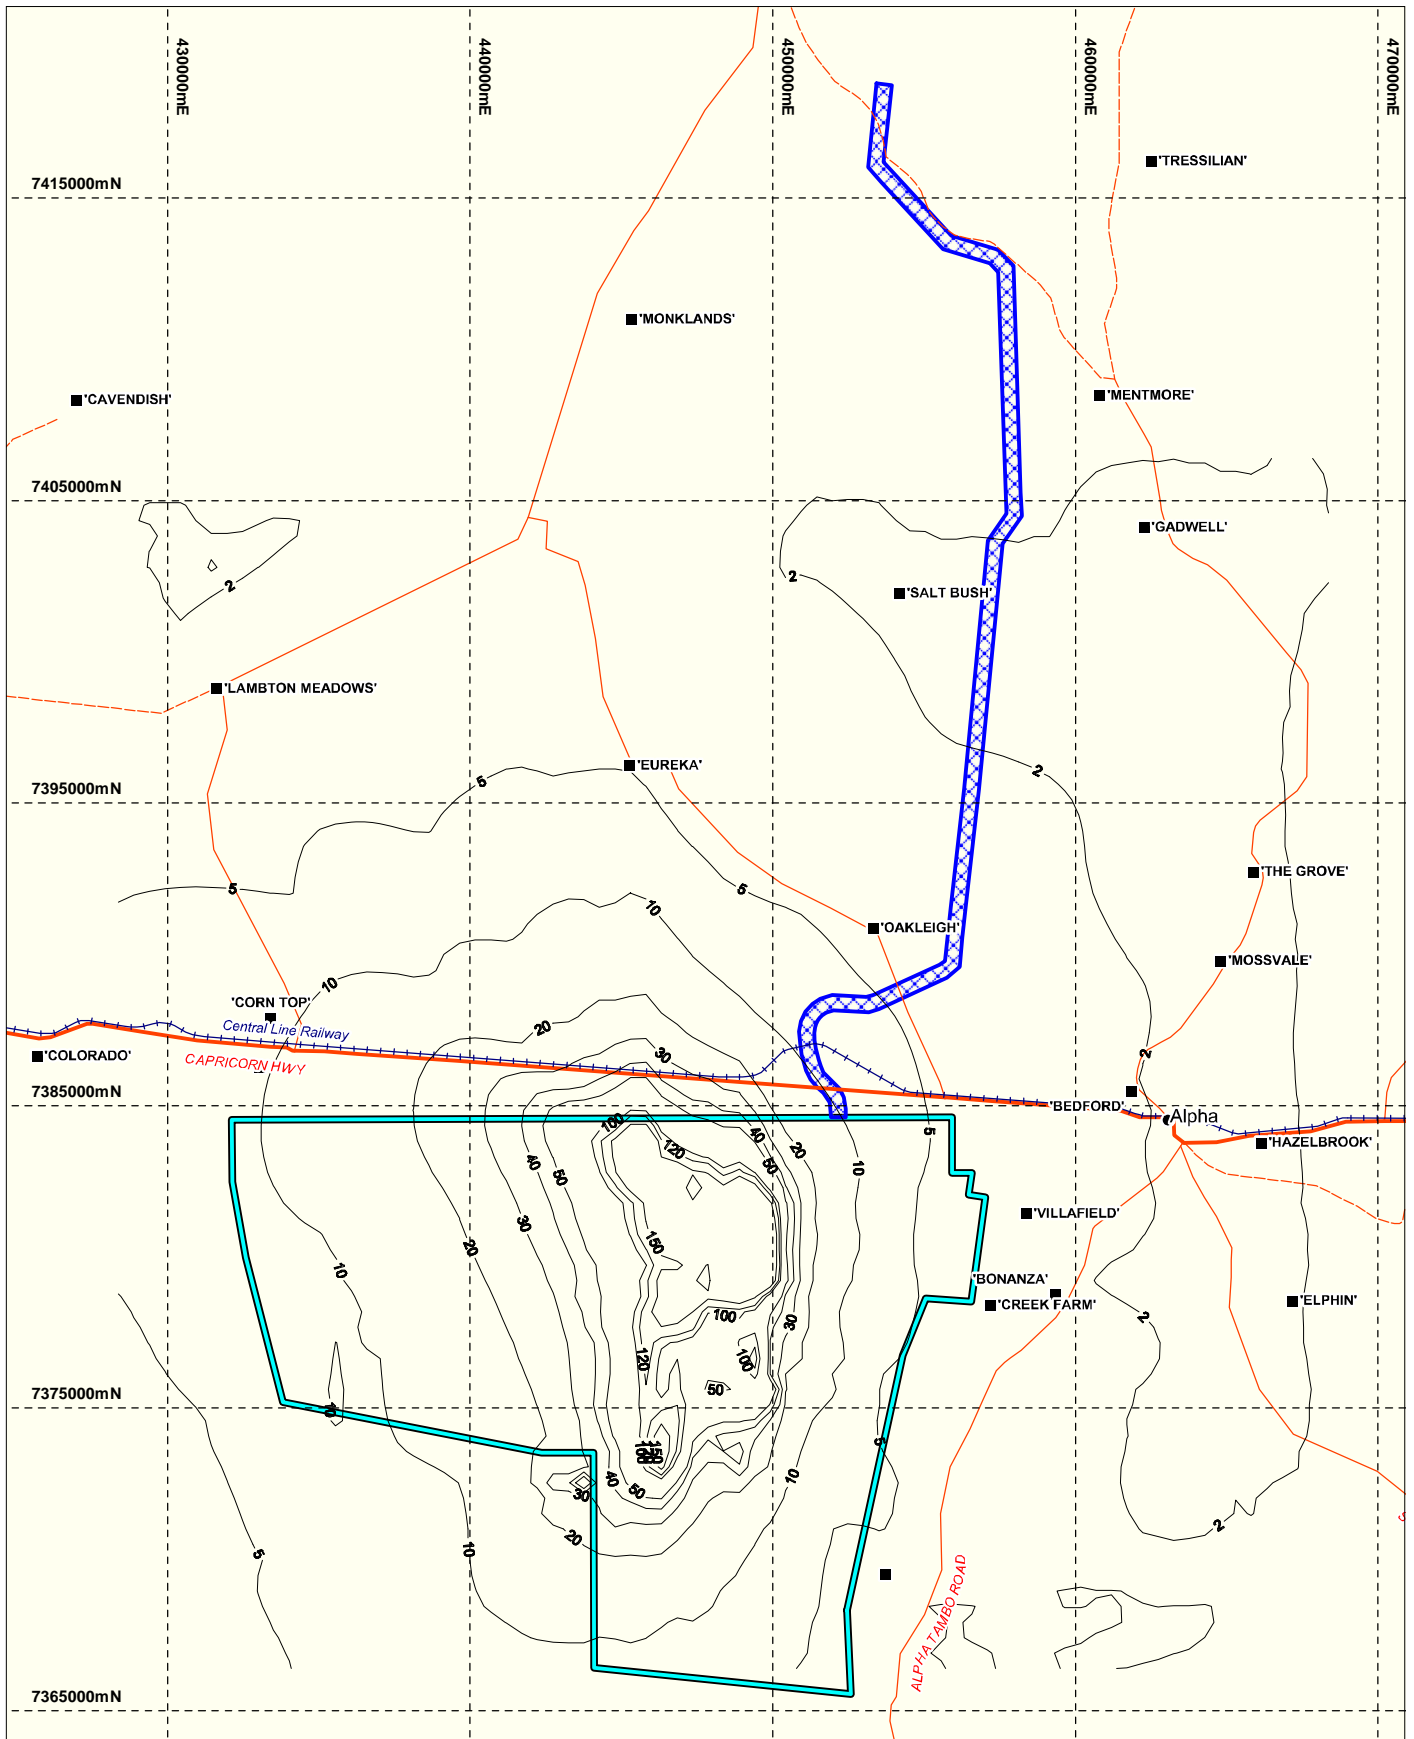 430000mE
440000mE
450000mE
460000mE
470000mE
'TRESSILIAN'
7415000mN
'MONKLANDS'
'CAVENDISH'
'MENTMORE'
7405000mN
'GADWELL'
2
2
'SALT BUSH'
'LAMBTON MEADOWS'
'EUREKA'
2
5
7395000mN
'THE GROVE'
5
5
10
'OAKLEIGH'
'MOSSVALE'
10
'CORN TOP'
20
Central Line Railway
30
2
'COLORADO'
CAPRICORN HWY
7385000mN
'BEDFORD'
Alpha
100
40
5
'HAZELBROOK'
120
20
40
50
50
10
30
'VILLAFIELD'
20
150
10
'BONANZA'
'CREEK FARM'
'ELPHIN'
100
30
2
120
100
50
7375000mN
10
5
100
150
10
40
50
30
20
2
10
5
ALPHA TAMBO ROAD
7365000mN